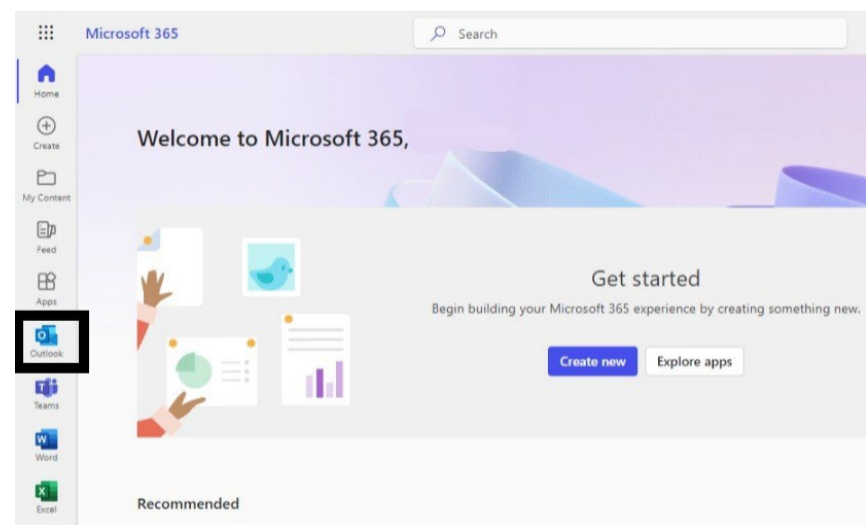 Microsoft 365
Search
Home
Create
My Content
Feed
Apps
Outlook
Teams
Word
Excel
Welcome to Microsoft 365,
Get started
Begin building your Microsoft 365 experience by creating something new.
Create new
Explore apps
Recommended